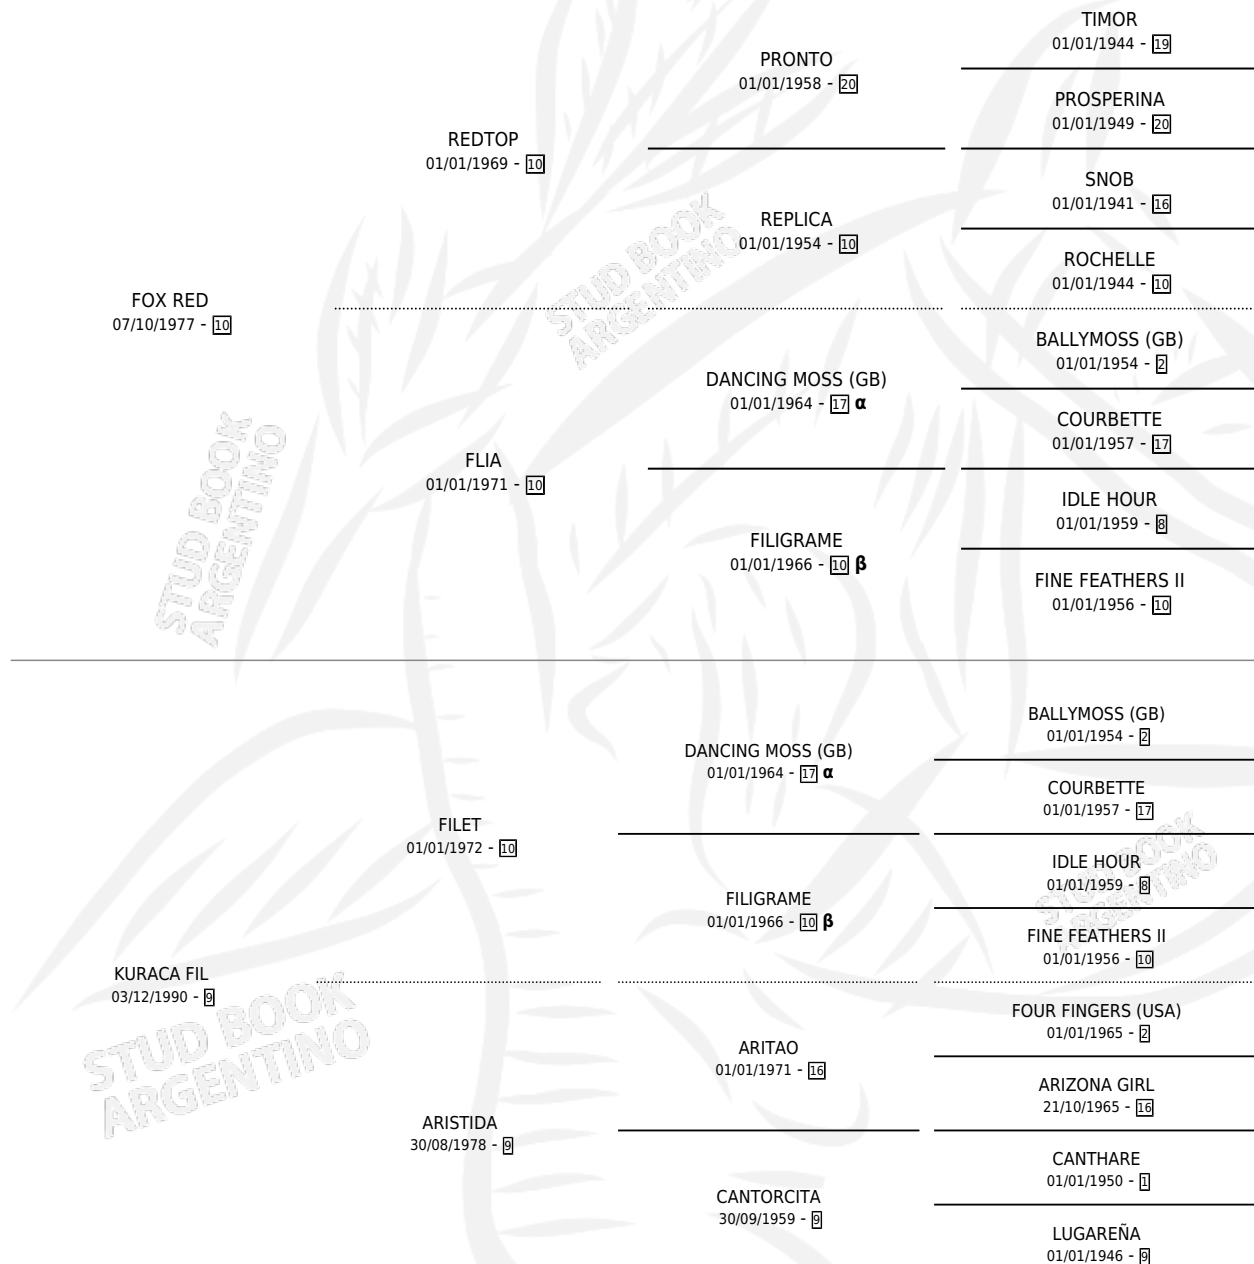 FOX RED
07/10/1977 - 10
REDTOP
01/01/1969 - 10
PRONTO
01/01/1958 - 20
TIMOR
01/01/1944 - 19
PROSPERINA
01/01/1949 - 20
REPLICA
01/01/1954 - 10
SNOB
01/01/1941 - 16
ROCHELLE
01/01/1944 - 10
FLIA
01/01/1971 - 10
DANCING MOSS (GB)
01/01/1964 - 17 α
BALLYMOSS (GB)
01/01/1954 - 2
COURBETTE
01/01/1957 - 17
FILIGRAME
01/01/1966 - 10 β
IDLE HOUR
01/01/1959 - 8
FINE FEATHERS II
01/01/1956 - 10
KURACA FIL
03/12/1990 - 9
FILET
01/01/1972 - 10
DANCING MOSS (GB)
01/01/1964 - 17 α
BALLYMOSS (GB)
01/01/1954 - 2
COURBETTE
01/01/1957 - 17
FILIGRAME
01/01/1966 - 10 β
IDLE HOUR
01/01/1959 - 8
FINE FEATHERS II
01/01/1956 - 10
ARISTIDA
30/08/1978 - 9
ARITAO
01/01/1971 - 16
FOUR FINGERS (USA)
01/01/1965 - 2
ARIZONA GIRL
21/10/1965 - 16
CANTORCITA
30/09/1959 - 9
CANTHARE
01/01/1950 - 1
LUGAREÑA
01/01/1946 - 9
STUD BOOK
ARGENTINO
STUD BOOK
ARGENTINO
STUD BOOK
ARGENTINO
STUD BOOK
ARGENTINO